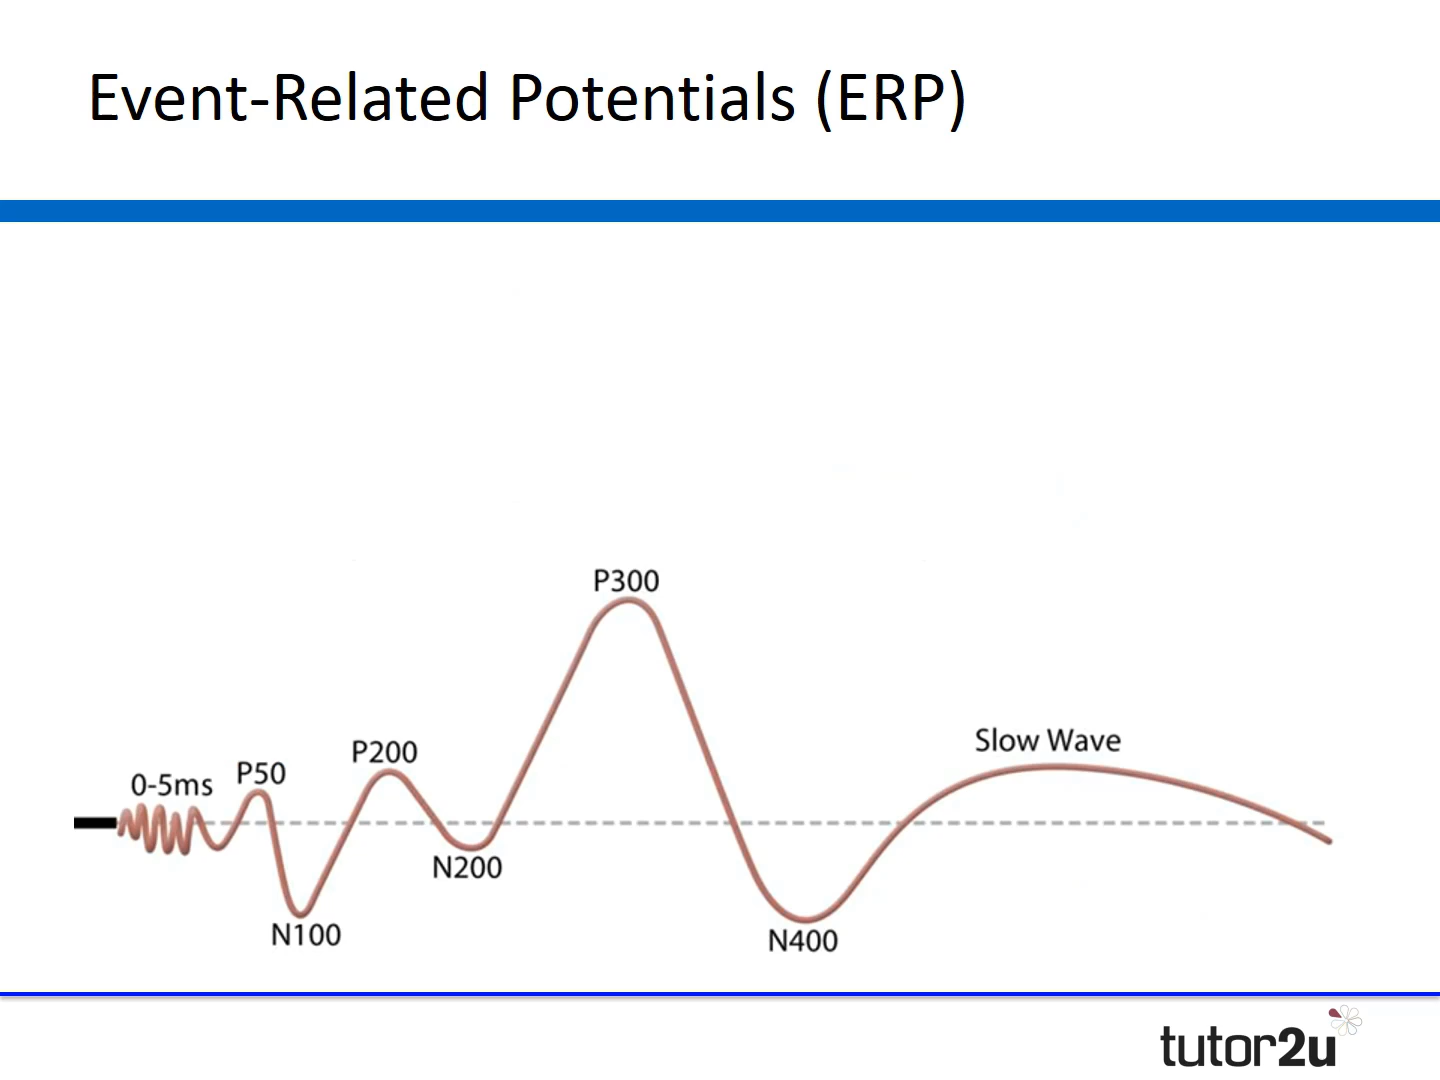 Event-Related Potentials (ERP)
P300
Slow Wave
P200
P50
0-5ms
N200
N100
N400
tutor2u